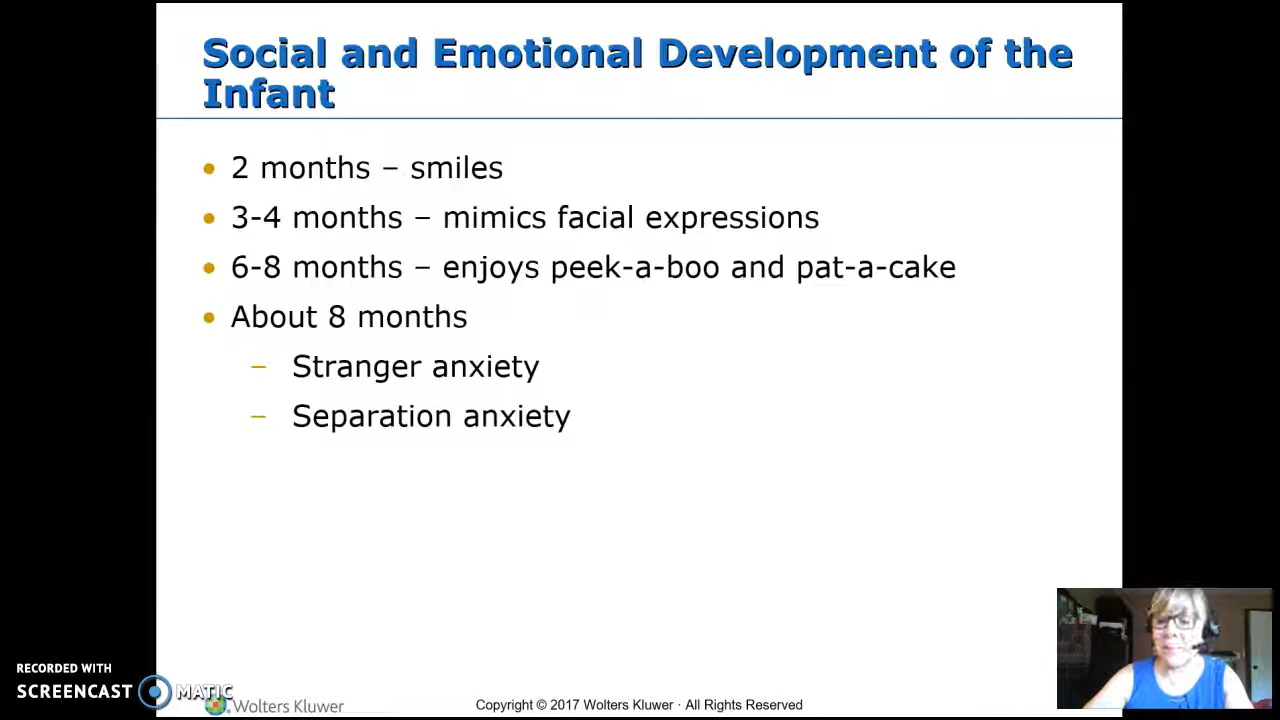 Social and Emotional Development of the
Infant
• 2 months – smiles
• 3-4 months – mimics facial expressions
• 6-8 months – enjoys peek-a-boo and pat-a-cake
• About 8 months
– Stranger anxiety
– Separation anxiety
RECORDED WITH
SCREENCAST MATIC
Wolters Kluwer
Copyright © 2017 Wolters Kluwer · All Rights Reserved